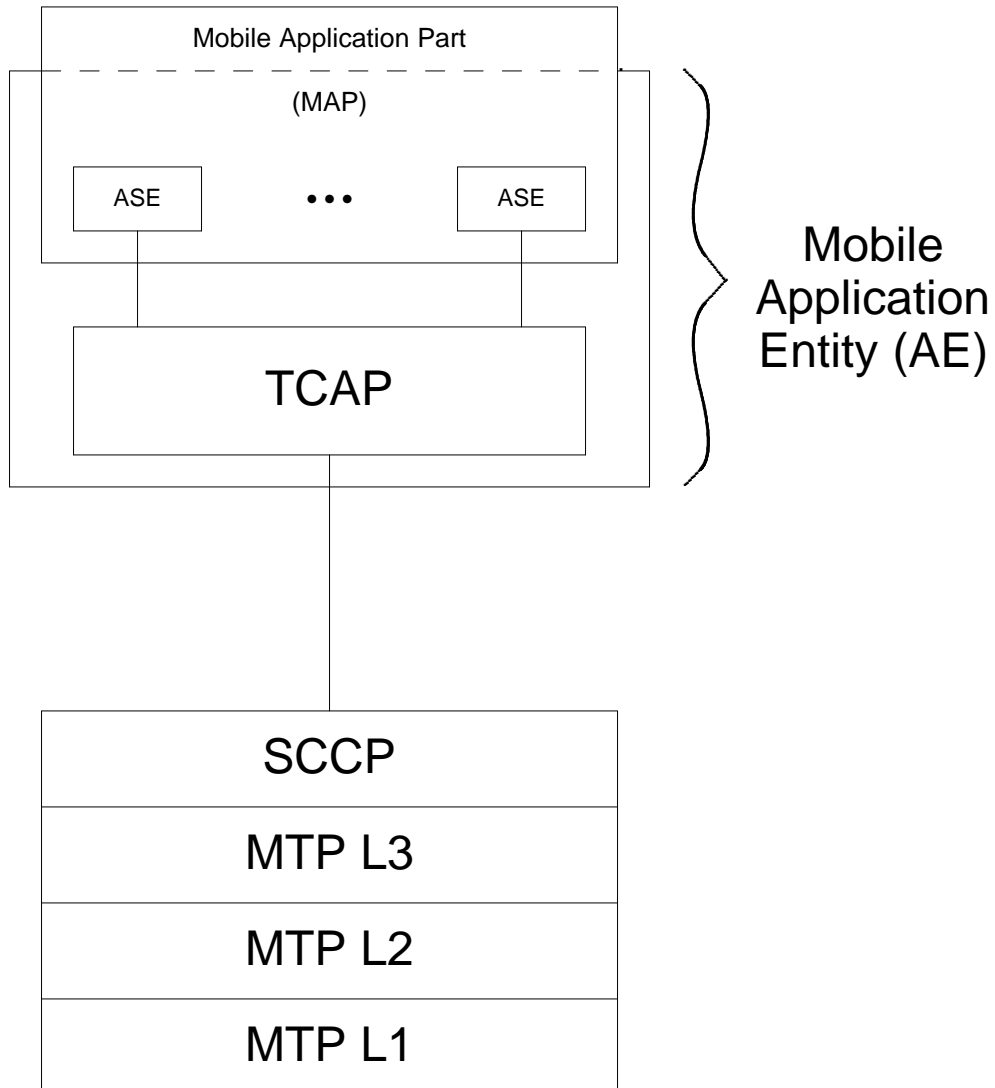 Mobile Application Part
(MAP)
ASE
•••
ASE
TCAP
Mobile
Application
Entity (AE)
SCCP
MTP L3
MTP L2
MTP L1